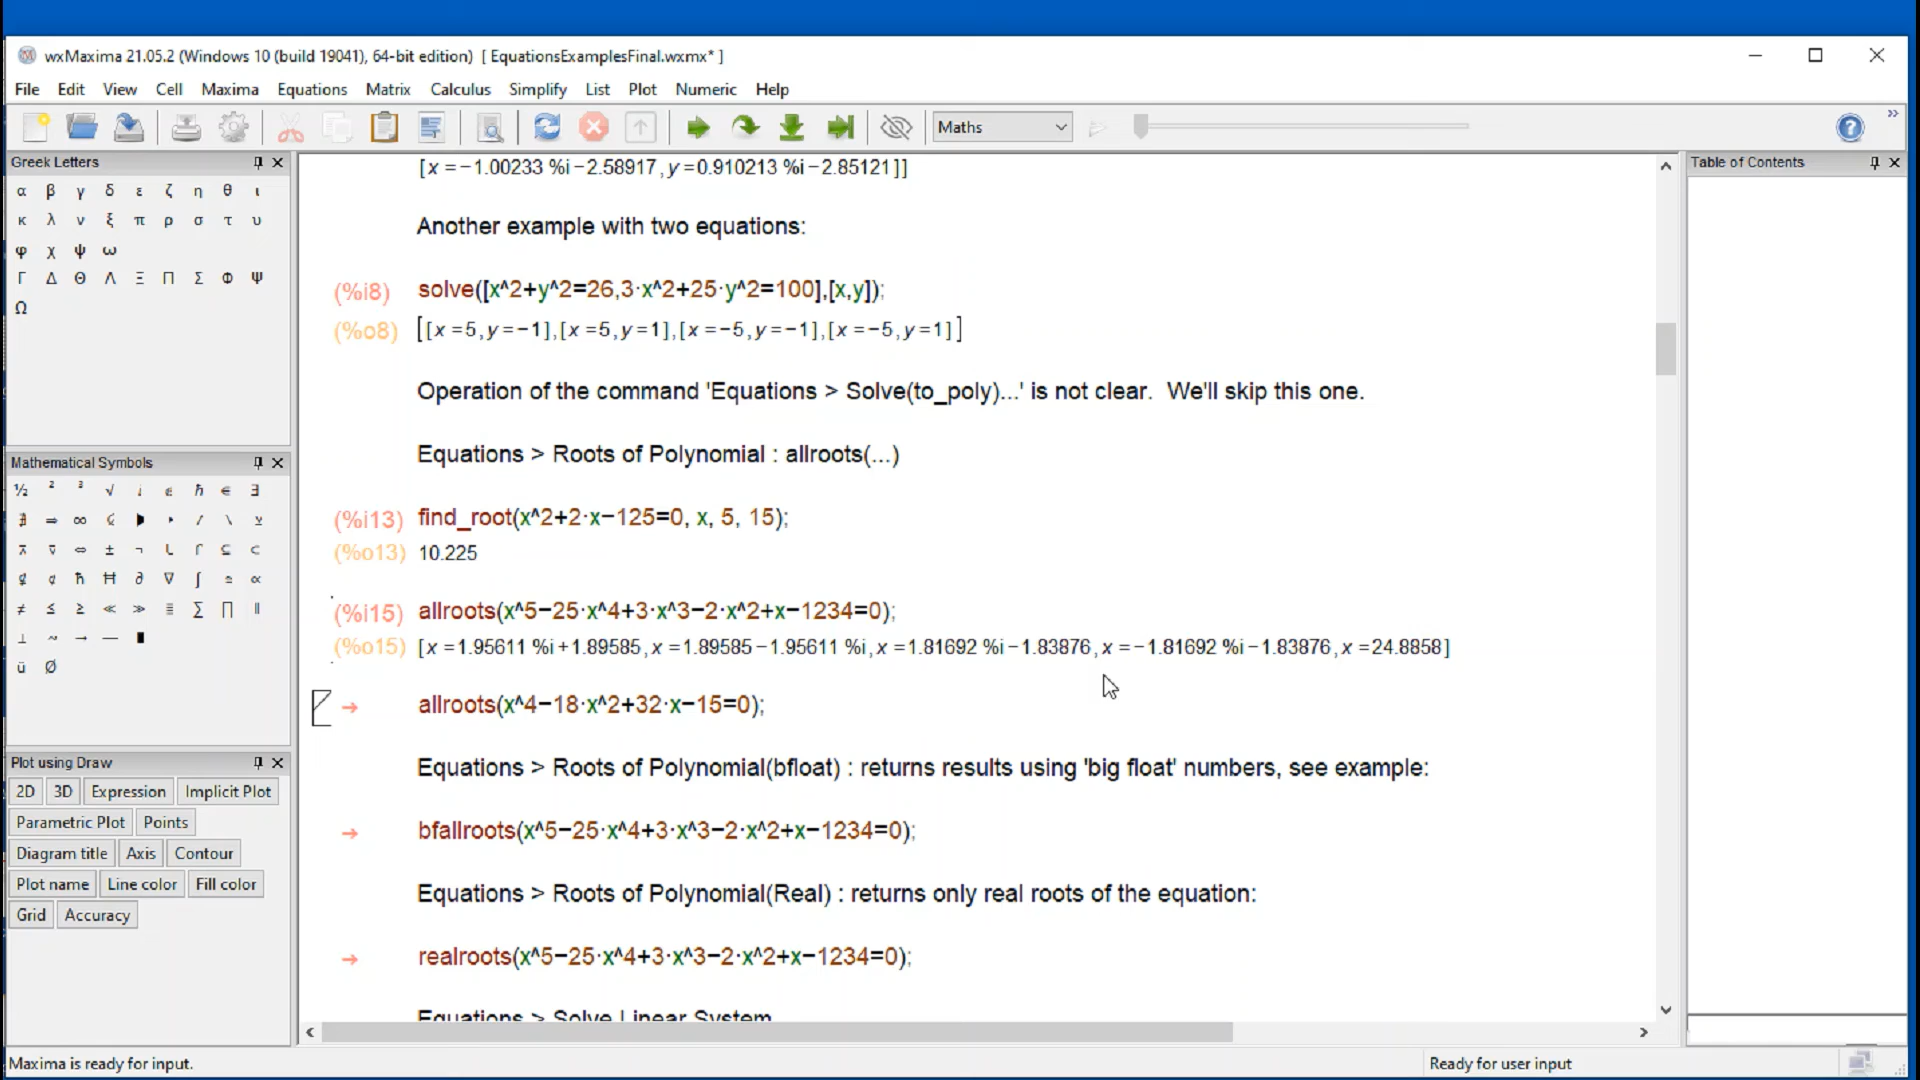 wxMaxima 21.05.2 (Windows 10 (build 19041), 64-bit edition) [ EquationsExamplesFinal.wxmx* ]
File Edit View Cell Maxima Equations Matrix Calculus Simplify List Plot Numeric Help
Maths
Greek Letters
α β γ δ ε ζ η θ ι
κ λ ν ξ π ρ σ τ υ
φ χ ψ ω
Γ Δ Θ Λ Ξ Π Σ Φ Ψ
Ω
Mathematical Symbols
½ ² ³ √ ħ ∈ ∃
∄ ⇒ ∞ / \
⇔ ± ¬ ⊆ ⊂
ħ Ħ ∂ ∇ ∫ ∝
≠ ≤ ≥ ≪ ≫ ∑ ∏ ∥
⊥ → — ▮
ü Ø
Plot using Draw
2D 3D Expression Implicit Plot
Parametric Plot Points
Diagram title Axis Contour
Plot name Line color Fill color
Grid Accuracy
[x=−1.00233 %i−2.58917,y=0.910213 %i−2.85121]]
Another example with two equations:
(%i8) solve([x^2+y^2=26,3·x^2+25·y^2=100],[x,y]);
(%o8) [[x=5,y=−1],[x=5,y=1],[x=−5,y=−1],[x=−5,y=1]]
Operation of the command 'Equations > Solve(to_poly)...' is not clear. We'll skip this one.
Equations > Roots of Polynomial : allroots(...)
(%i13) find_root(x^2+2·x−125=0, x, 5, 15);
(%o13) 10.225
(%i15) allroots(x^5−25·x^4+3·x^3−2·x^2+x−1234=0);
(%o15) [x=1.95611 %i+1.89585,x=1.89585−1.95611 %i,x=1.81692 %i−1.83876,x=−1.81692 %i−1.83876,x=24.8858]
→ allroots(x^4−18·x^2+32·x−15=0);
Equations > Roots of Polynomial(bfloat) : returns results using 'big float' numbers, see example:
→ bfallroots(x^5−25·x^4+3·x^3−2·x^2+x−1234=0);
Equations > Roots of Polynomial(Real) : returns only real roots of the equation:
→ realroots(x^5−25·x^4+3·x^3−2·x^2+x−1234=0);
Equations > Solve Linear System
Table of Contents
Maxima is ready for input.
Ready for user input